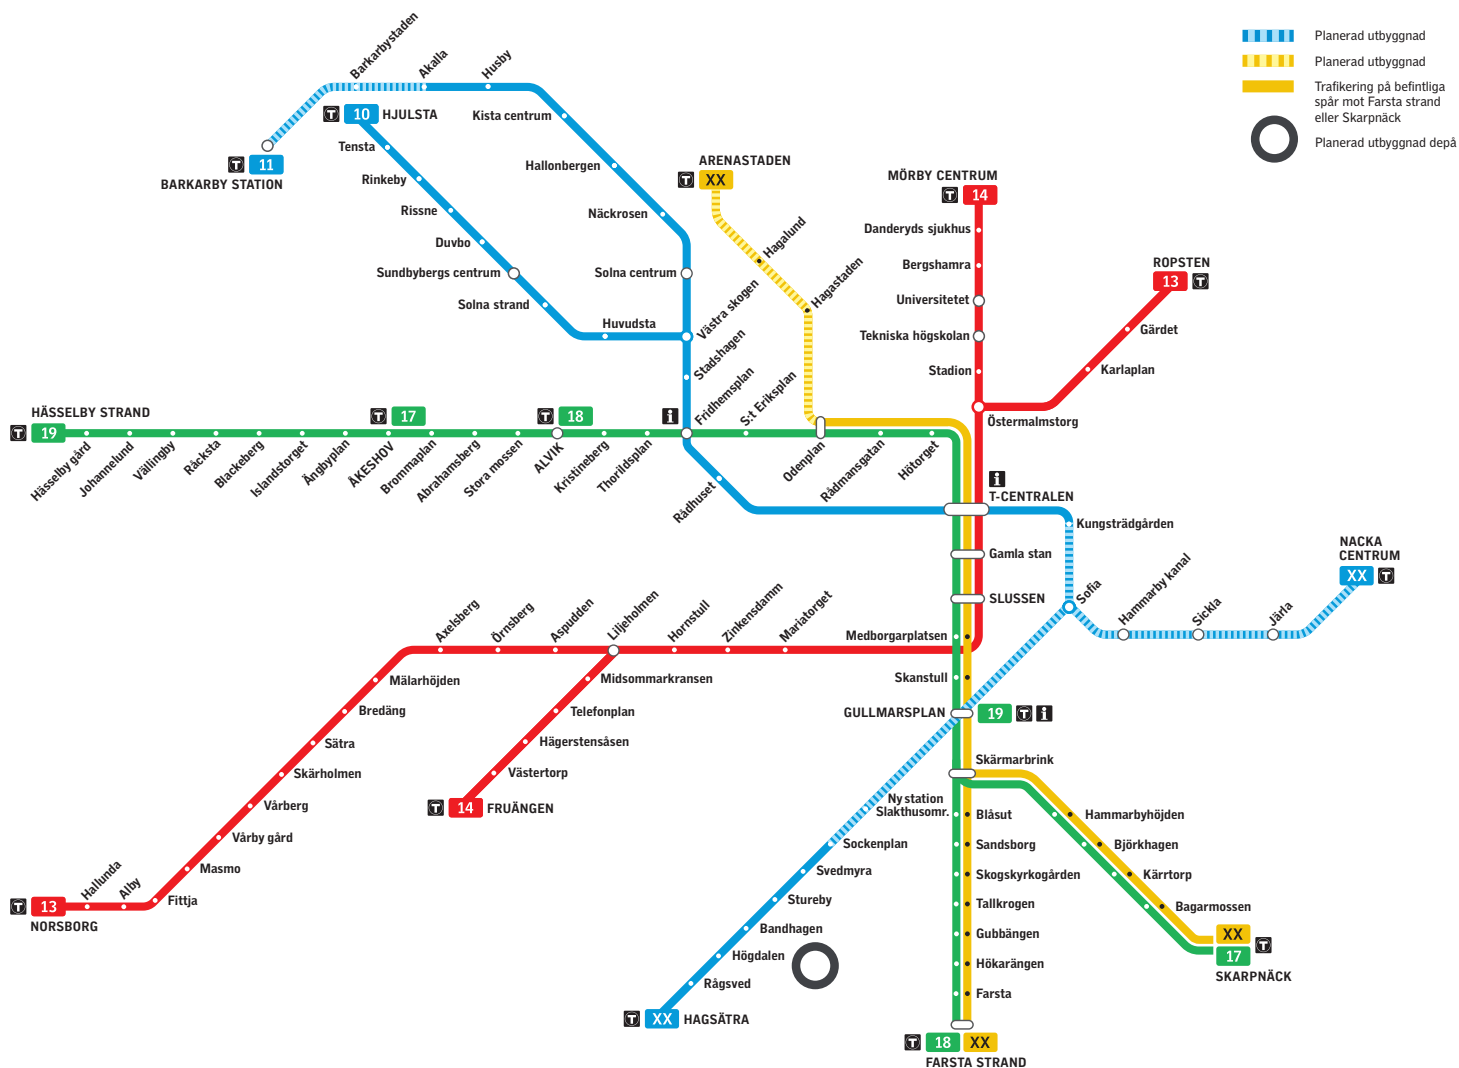 Planerad utbyggnad
Planerad utbyggnad
Trafikering på befintliga
spår mot Farsta strand
eller Skarpnäck
Planerad utbyggnad depå
Barkarbystaden
Akalla
Husby
T 10 HJULSTA
Kista centrum
Tensta
T 11
BARKARBY STATION
Rinkeby
Hallonbergen
Rissne
Näckrosen
Duvbo
Sundbybergs centrum
Solna centrum
Solna strand
Huvudsta
Västra skogen
Stadshagen
Fridhemsplan
ARENASTADEN
T XX
Hagalund
Hagastaden
MÖRBY CENTRUM
T 14
Danderyds sjukhus
Bergshamra
Universitetet
Tekniska högskolan
Stadion
ROPSTEN
13 T
Gärdet
Karlaplan
Östermalmstorg
HÄSSELBY STRAND
T 19
Hässelby gård
Johannelund
Vällingby
Råcksta
Blackeberg
Islandstorget
Ängbyplan
T 17
ÅKESHOV
Brommaplan
Abrahamsberg
Stora mossen
T 18
ALVIK
Kristineberg
Thorildsplan
i
S:t Eriksplan
Odenplan
Rådmansgatan
Hötorget
Rådhuset
i
T-CENTRALEN
Kungsträdgården
Gamla stan
SLUSSEN
NACKA
CENTRUM
XX T
Sofia
Hammarby kanal
Sickla
Järla
Medborgarplatsen
Skanstull
GULLMARSPLAN 19 T i
Axelsberg
Örnsberg
Aspudden
Liljeholmen
Hornstull
Zinkensdamm
Mariatorget
Mälarhöjden
Bredäng
Sätra
Skärholmen
Vårberg
Vårby gård
Masmo
Fittja
Alby
Hallunda
T 13
NORSBORG
Midsommarkransen
Telefonplan
Hägerstensåsen
Västertorp
T 14 FRUÄNGEN
Skärmarbrink
Ny station
Slakthusomr.
Sockenplan
Svedmyra
Stureby
Bandhagen
Högdalen
Rågsved
T XX HAGSÄTRA
Blåsut
Sandsborg
Skogskyrkogården
Tallkrogen
Gubbängen
Hökarängen
Farsta
T 18 XX
FARSTA STRAND
Hammarbyhöjden
Björkhagen
Kärrtorp
Bagarmossen
XX
17 T
SKARPNÄCK